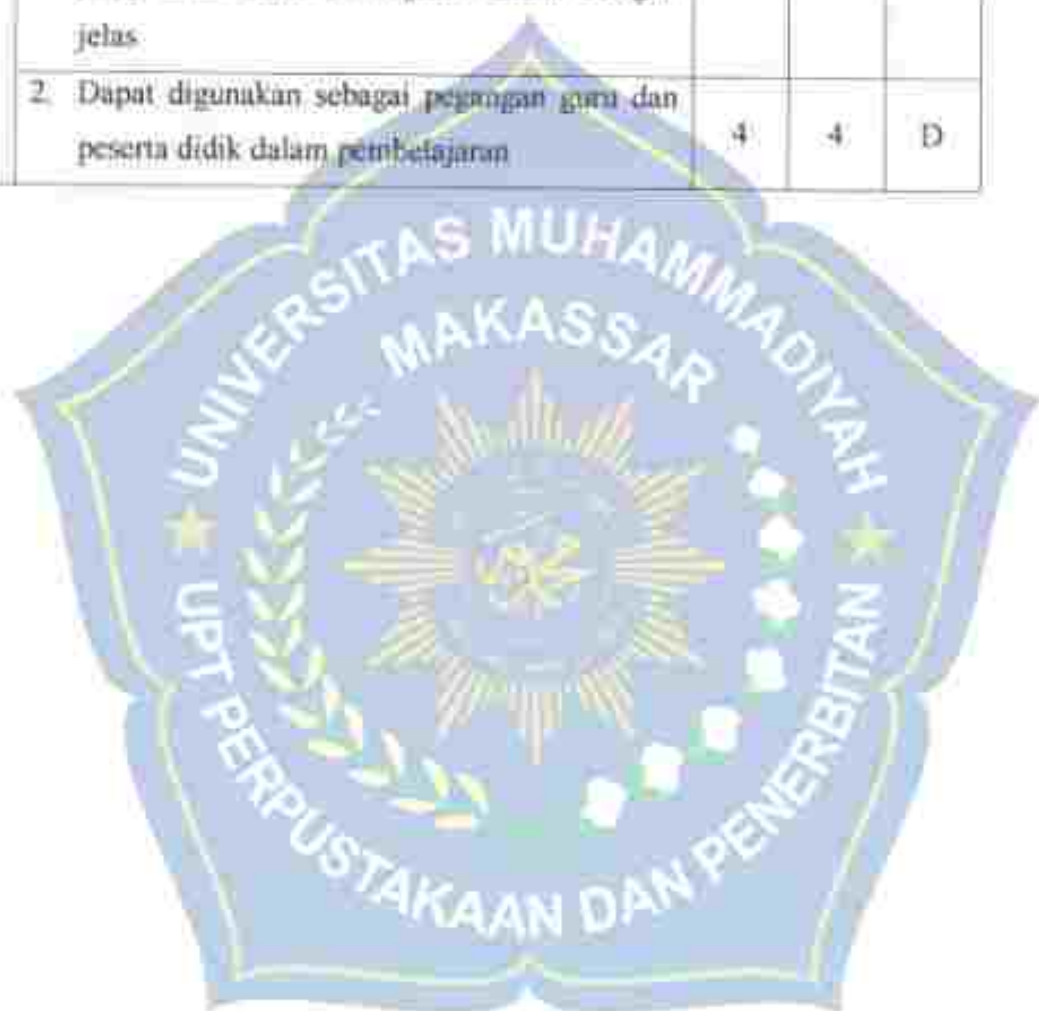 jelas
2. Dapat digunakan sebagai pegangan guru dan
peserta didik dalam pembelajaran
4 4 D
UNIVERSITAS MUHAMMADIYAH
MAKASSAR
UPT PERPUSTAKAAN DAN PENERBITAN